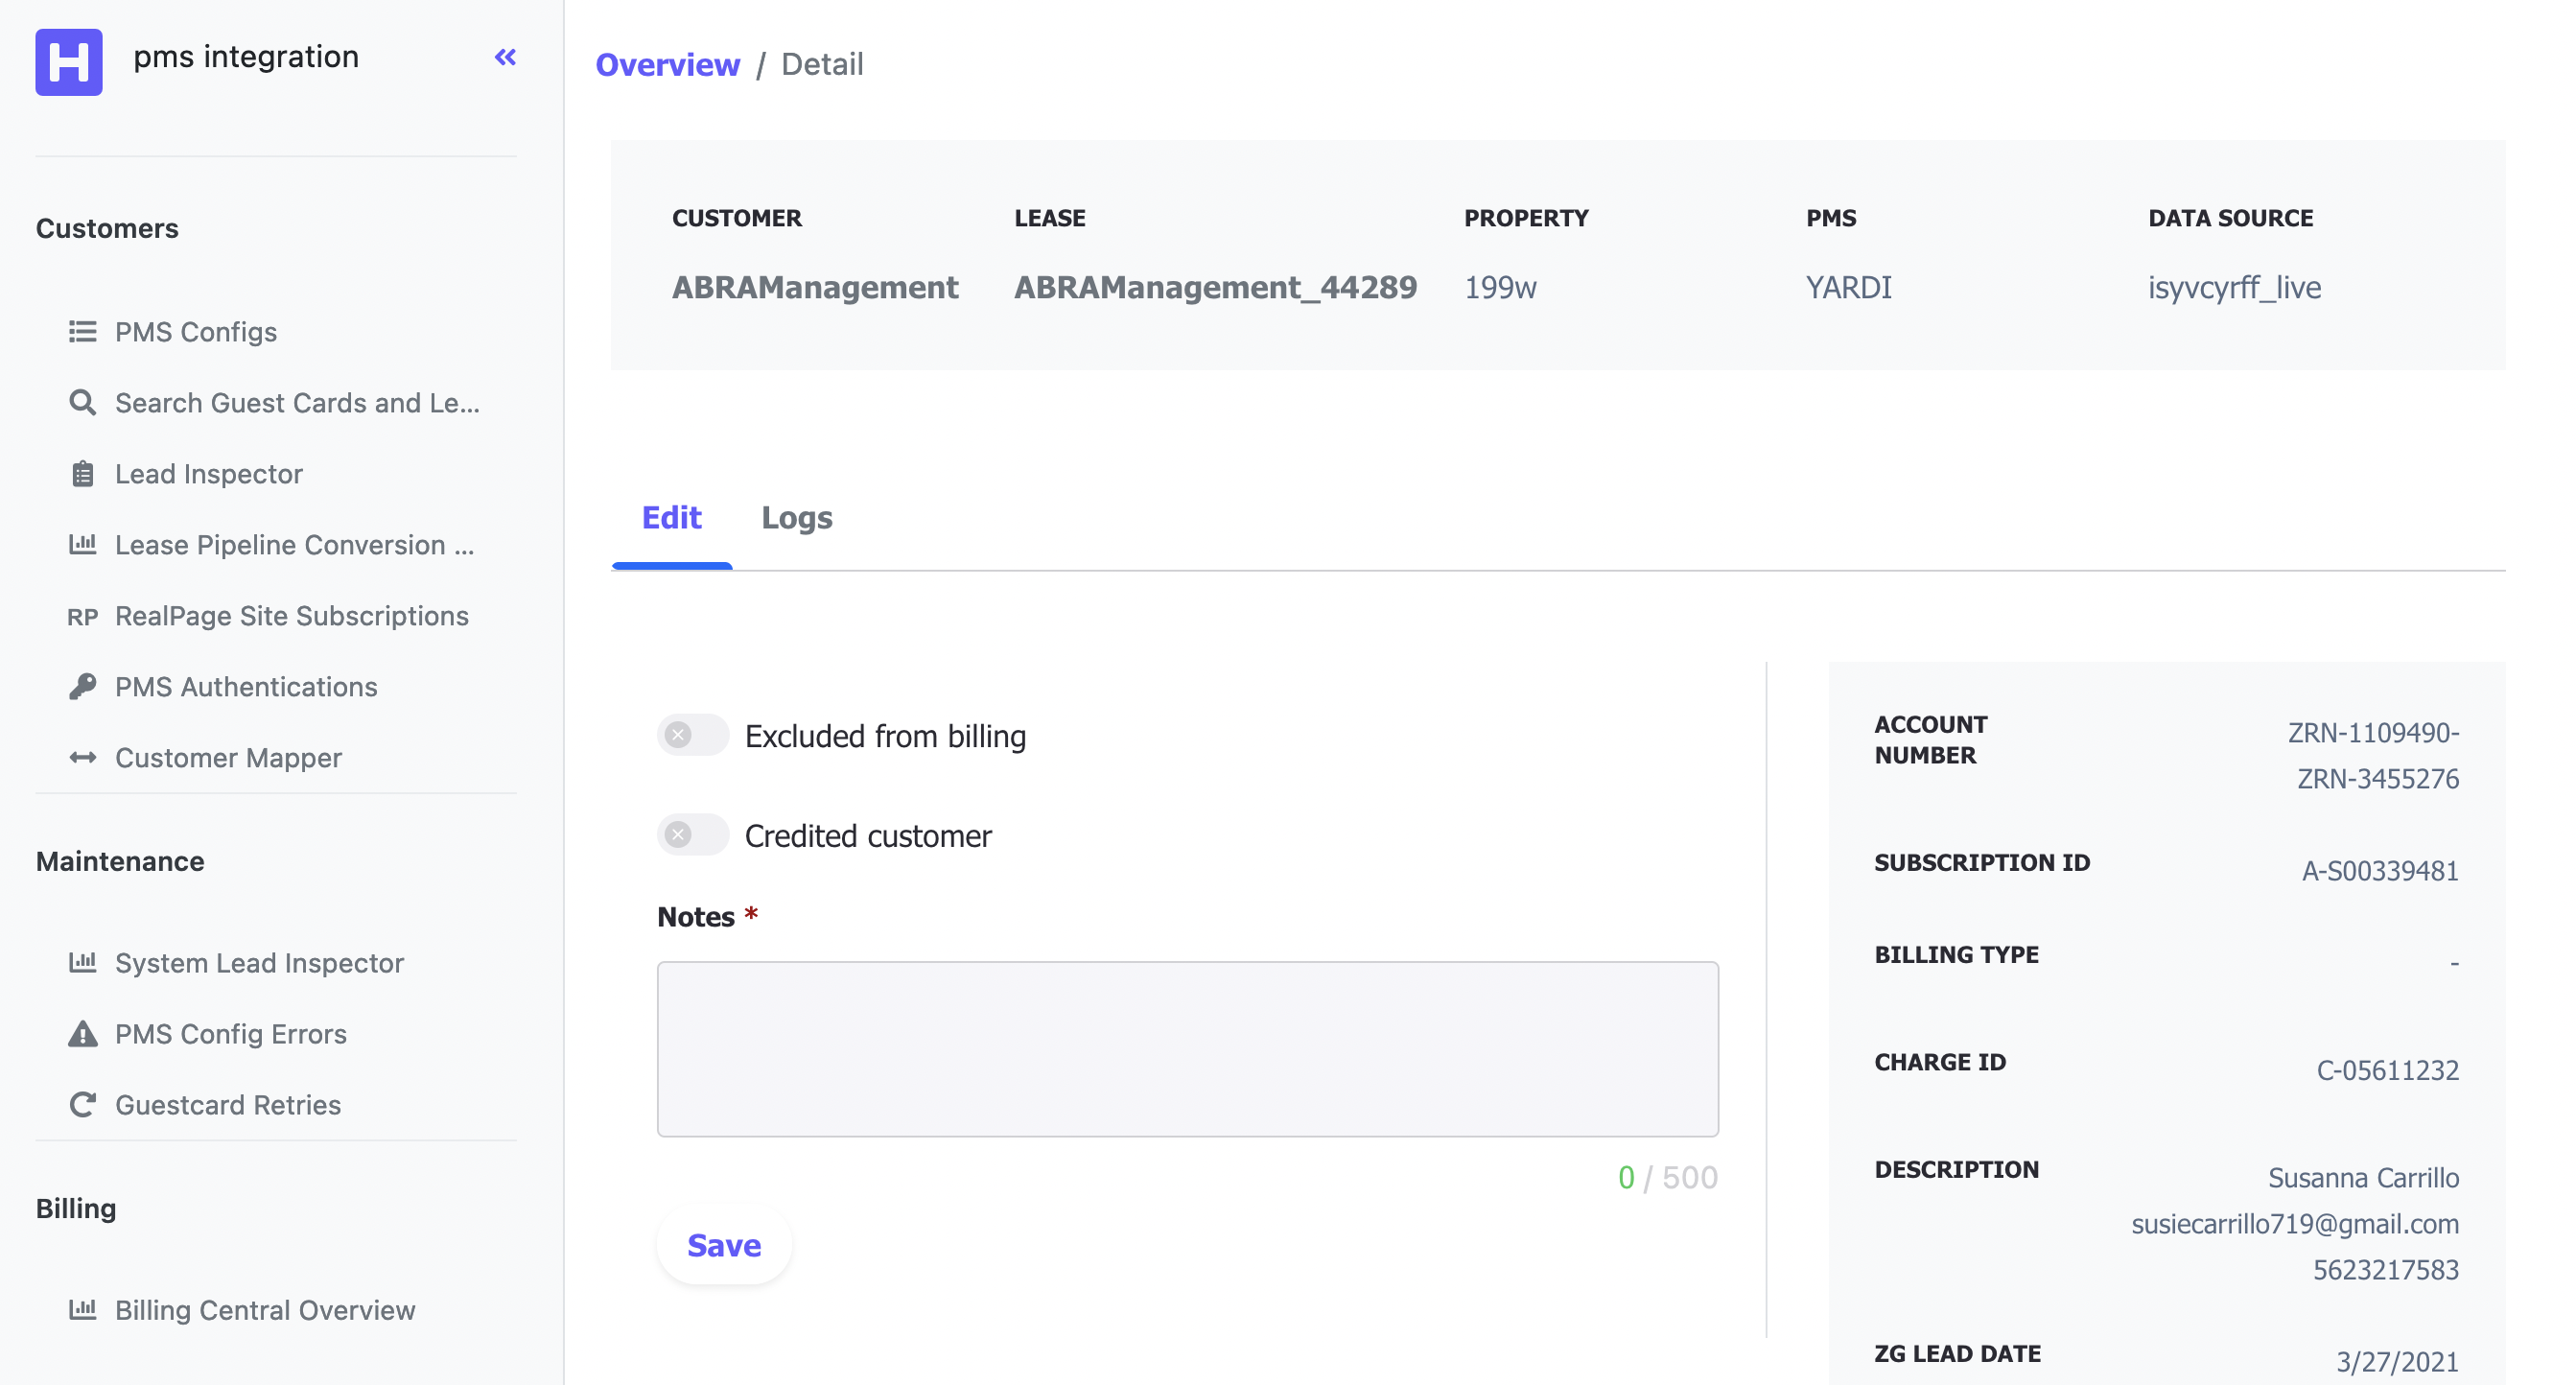 H pms integration
Overview / Detail
Customers
PMS Configs
Search Guest Cards and Le...
Lead Inspector
Lease Pipeline Conversion ...
RP RealPage Site Subscriptions
PMS Authentications
Customer Mapper
Maintenance
System Lead Inspector
PMS Config Errors
Guestcard Retries
Billing
Billing Central Overview
CUSTOMER LEASE PROPERTY PMS DATA SOURCE
ABRAManagement ABRAManagement_44289 199w YARDI isyvcyrff_live
Edit Logs
Excluded from billing
Credited customer
Notes *
0 / 500
Save
ACCOUNT
NUMBER
ZRN-1109490-
ZRN-3455276
SUBSCRIPTION ID A-S00339481
BILLING TYPE -
CHARGE ID C-05611232
DESCRIPTION Susanna Carrillo
susiecarrillo719@gmail.com
5623217583
ZG LEAD DATE 3/27/2021